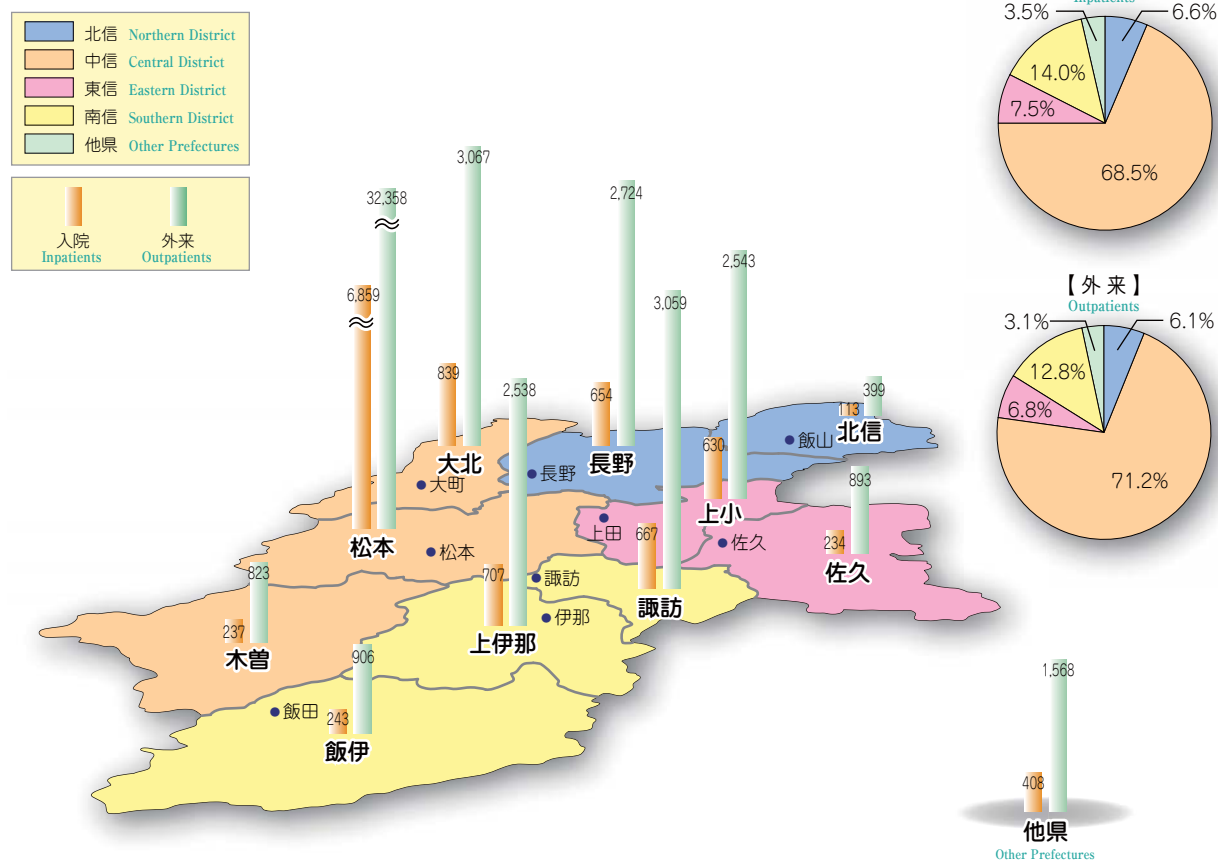 北信 Northern District
中信 Central District
東信 Eastern District
南信 Southern District
他県 Other Prefectures
入院 外来
Inpatients Outpatients
Inpatients
3.5% 6.6%
14.0%
7.5%
68.5%
【外来】
Outpatients
3.1% 6.1%
12.8%
6.8%
71.2%
3,067
32,358
2,724
2,543
6,859
3,059
839
2,538
654
399
113
北信
飯山
630
大北
長野
長野
大町
893
上小
上田
667
佐久
234
松本
松本
佐久
823
707
諏訪
諏訪
伊那
237
上伊那
木曽
906
1,568
飯田
243
飯伊
408
他県
Other Prefectures